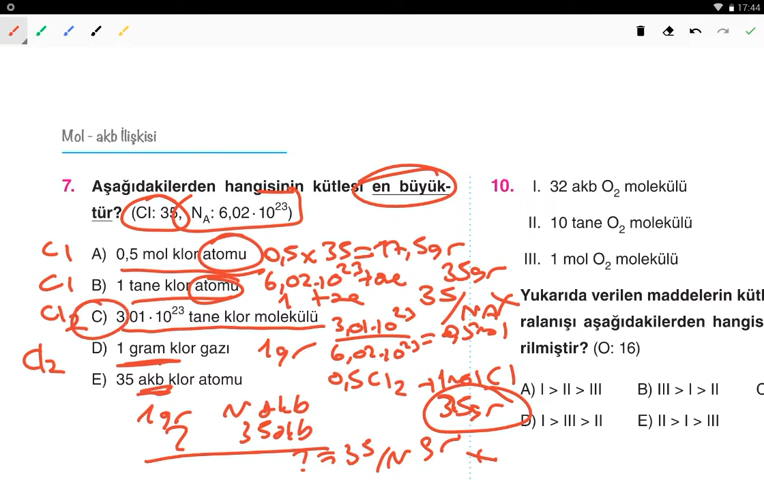 17:44
Mol - akb İlişkisi
7. Aşağıdakilerden hangisinin kütlesi en büyük-
tür? (Cl: 35, N_A: 6,02·10²³)
Cl A) 0,5 mol klor atomu 0,5 x 35 = 17,5gr
Cl B) 1 tane klor atomu 6,02·10²³ tae 35gr
1 tae 35/NA
Cl₂ C) 3,01·10²³ tane klor molekülü 3,01·10²³
Cl₂ D) 1 gram klor gazı 1gr 6,02·10²³ = 0,5mol
E) 35 akb klor atomu 0,5Cl₂ → 1mol Cl
35gr
1gr N akb
? 35akb
? = 35/N gr
10. I. 32 akb O₂ molekülü
II. 10 tane O₂ molekülü
III. 1 mol O₂ molekülü
Yukarıda verilen maddelerin kütl
ralanışı aşağıdakilerden hangis
rilmiştir? (O: 16)
A) I > II > III B) III > I > II C
D) I > III > II E) II > I > III